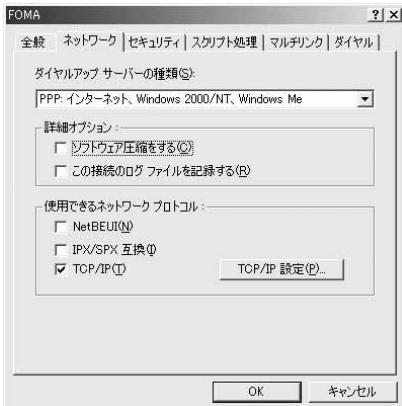 FOMA
全般 ネットワーク セキュリティ スクリプト処理 マルチリンク ダイヤル
ダイヤルアップ サーバーの種類(S):
PPP: インターネット、Windows 2000/NT、Windows Me
詳細オプション:
ソフトウェア圧縮をする(C)
この接続のログ ファイルを記録する(R)
使用できるネットワーク プロトコル:
NetBEUI(N)
IPX/SPX 互換(I)
TCP/IP(T) TCP/IP 設定(P)...
OK キャンセル